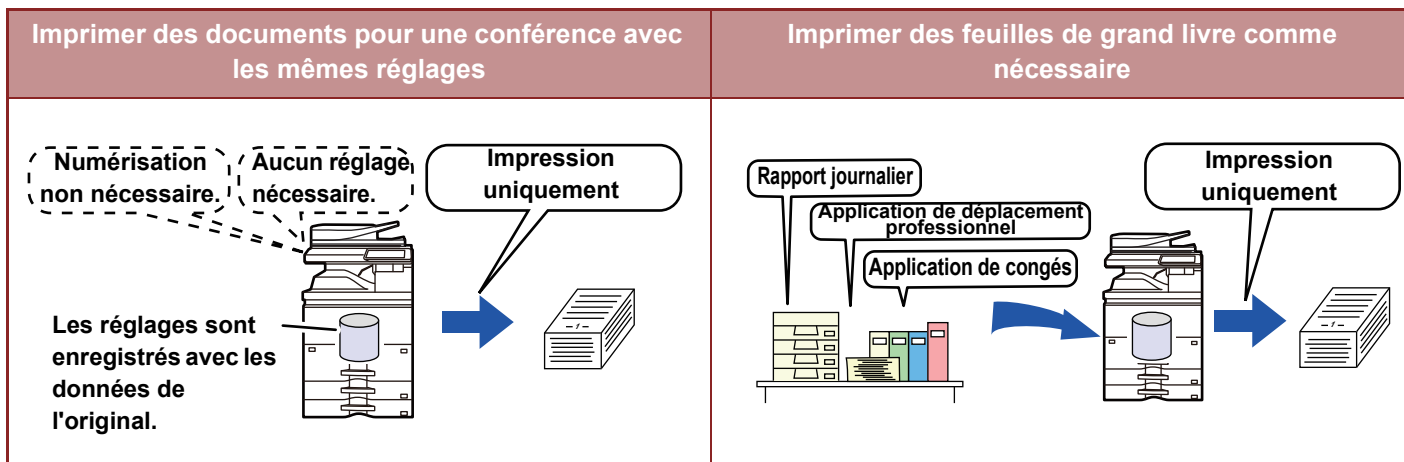 Imprimer des documents pour une conférence avec
les mêmes réglages
Imprimer des feuilles de grand livre comme
nécessaire
Numérisation
non nécessaire.
Aucun réglage
nécessaire.
Impression
uniquement
Les réglages sont
enregistrés avec les
données de
l'original.
-1-
Rapport journalier
Application de déplacement
professionnel
Application de congés
Impression
uniquement
-1-